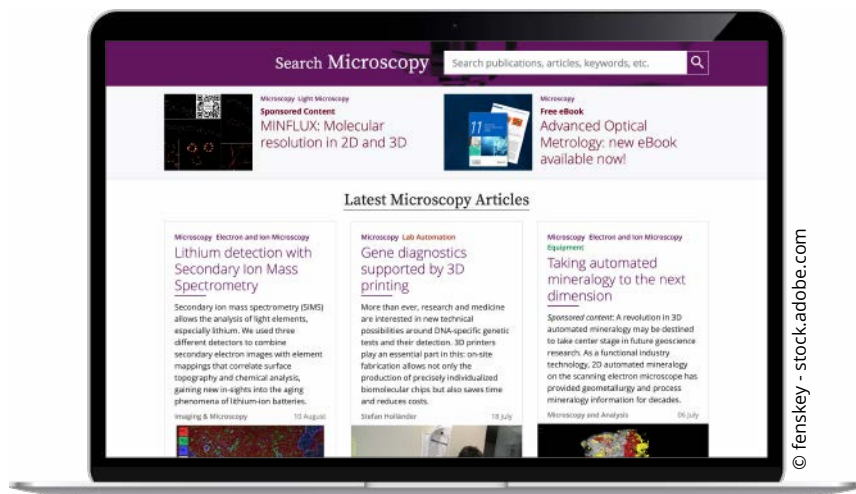 Search Microscopy
Search publications, articles, keywords, etc.
Microscopy Light Microscopy
Sponsored Content
MINFLUX: Molecular
resolution in 2D and 3D
Microscopy
Free eBook
Advanced Optical
Metrology: new eBook
available now!
11
Latest Microscopy Articles
Microscopy Electron and Ion Microscopy
Lithium detection with
Secondary Ion Mass
Spectrometry
Secondary ion mass spectrometry (SIMS)
allows the analysis of light elements,
especially lithium. We used three
different detectors to combine
secondary electron images with element
mappings that correlate surface
topography and chemical analysis,
gaining new in-sights into the aging
phenomena of lithium-ion batteries.
Imaging & Microscopy 10 August
Microscopy Lab Automation
Gene diagnostics
supported by 3D
printing
More than ever, research and medicine
are interested in new technical
possibilities around DNA-specific genetic
tests and their detection. 3D printers
play an essential part in this: on-site
fabrication allows not only the
production of precisely individualized
biomolecular chips but also saves time
and reduces costs.
Stefan Holländer 18 July
Microscopy Electron and Ion Microscopy
Equipment
Taking automated
mineralogy to the next
dimension
Sponsored content: A revolution in 3D
automated mineralogy may be destined
to take center stage in future geoscience
research. As a functional industry
technology, 2D automated mineralogy
on the scanning electron microscope has
provided geometallurgy and process
mineralogy information for decades.
Microscopy and Analysis 06 July
© fenskey - stock.adobe.com